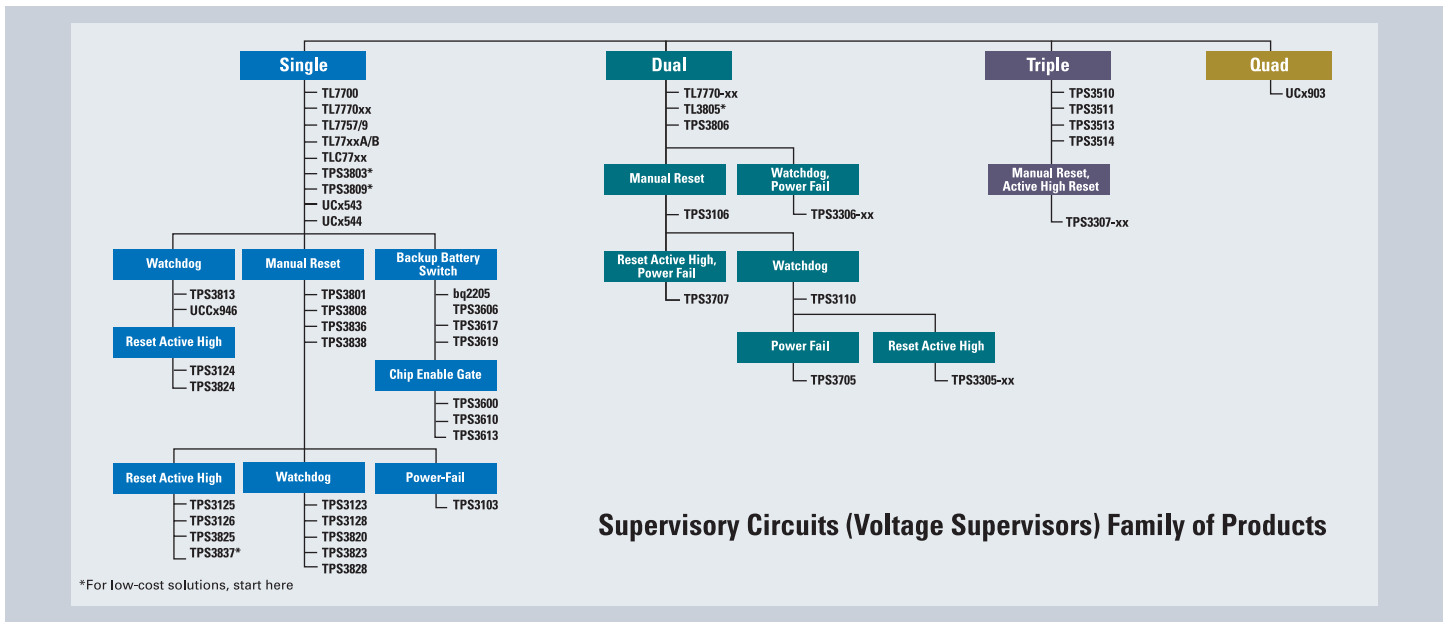 Single
TL7700
TL7770xx
TL7757/9
TL77xxA/B
TLC77xx
TPS3803*
TPS3809*
UCx543
UCx544
Watchdog
TPS3813
UCCx946
Reset Active High
TPS3124
TPS3824
Manual Reset
TPS3801
TPS3808
TPS3836
TPS3838
Backup Battery
Switch
bq2205
TPS3606
TPS3617
TPS3619
Chip Enable Gate
TPS3600
TPS3610
TPS3613
Reset Active High
TPS3125
TPS3126
TPS3825
TPS3837*
Watchdog
TPS3123
TPS3128
TPS3820
TPS3823
TPS3828
Power-Fail
TPS3103
Dual
TL7770-xx
TL3805*
TPS3806
Manual Reset
TPS3106
Watchdog,
Power Fail
TPS3306-xx
Reset Active High,
Power Fail
TPS3707
Watchdog
TPS3110
Power Fail
TPS3705
Reset Active High
TPS3305-xx
Triple
TPS3510
TPS3511
TPS3513
TPS3514
Manual Reset,
Active High Reset
TPS3307-xx
Quad
UCx903
Supervisory Circuits (Voltage Supervisors) Family of Products
*For low-cost solutions, start here